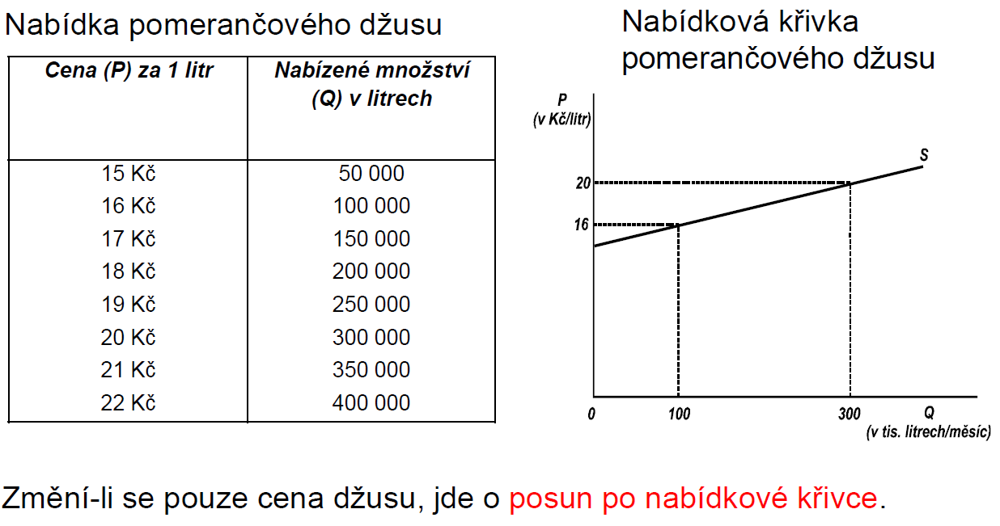 Nabídka pomerančového džusu
Cena (P) za 1 litr Nabízené množství
(Q) v litrech
15 Kč 50 000
16 Kč 100 000
17 Kč 150 000
18 Kč 200 000
19 Kč 250 000
20 Kč 300 000
21 Kč 350 000
22 Kč 400 000
Nabídková křivka
pomerančového džusu
P
(v Kč/litr)
S
20
16
0 100 300 Q
(v tis. litrech/měsíc)
Změní-li se pouze cena džusu, jde o posun po nabídkové křivce.